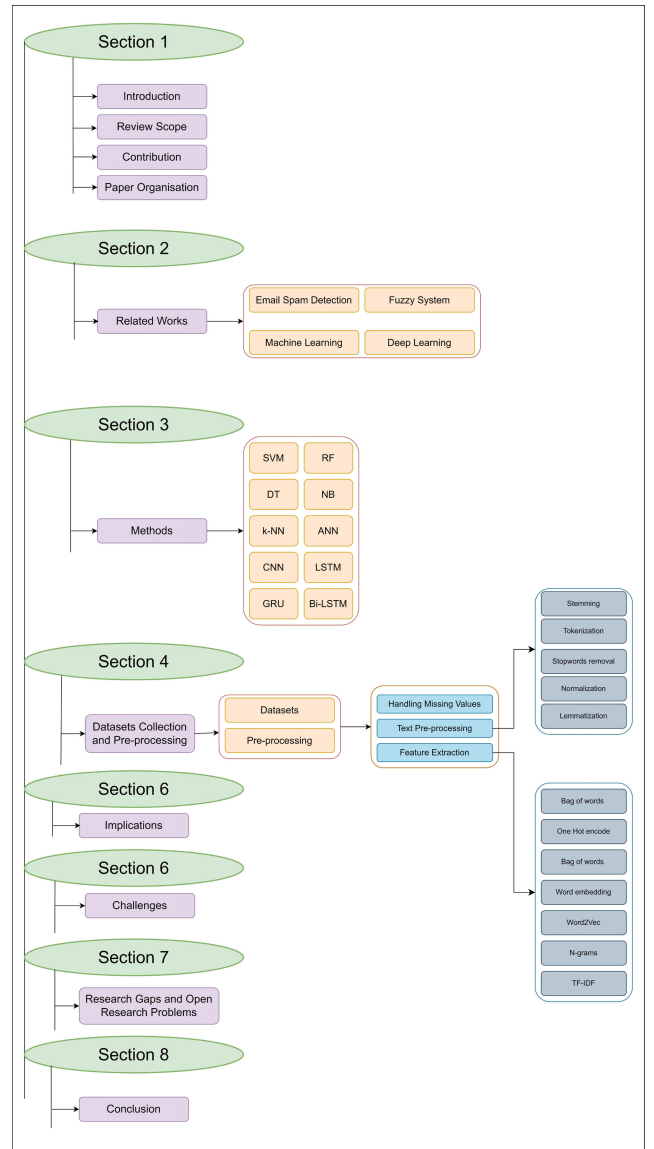 Section 1
Introduction
Review Scope
Contribution
Paper Organisation
Section 2
Related Works
Email Spam Detection
Fuzzy System
Machine Learning
Deep Learning
Section 3
Methods
SVM
RF
DT
NB
k-NN
ANN
CNN
LSTM
GRU
Bi-LSTM
Section 4
Datasets Collection
and Pre-processing
Datasets
Pre-processing
Handling Missing Values
Text Pre-processing
Feature Extraction
Stemming
Tokenization
Stopwords removal
Normalization
Lemmatization
Bag of words
One Hot encode
Bag of words
Word embedding
Word2Vec
N-grams
TF-IDF
Section 6
Implications
Section 6
Challenges
Section 7
Research Gaps and Open
Research Problems
Section 8
Conclusion